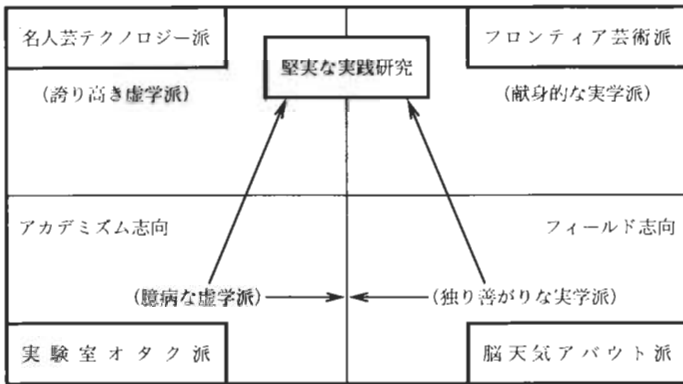 名人芸テクノロジー派
フロンティア芸術派
堅実な実践研究
(誇り高き虚学派)
(献身的な実学派)
アカデミズム志向
フィールド志向
(臆病な虚学派)
(独り善がりな実学派)
実験室オタク派
脳天気アバウト派